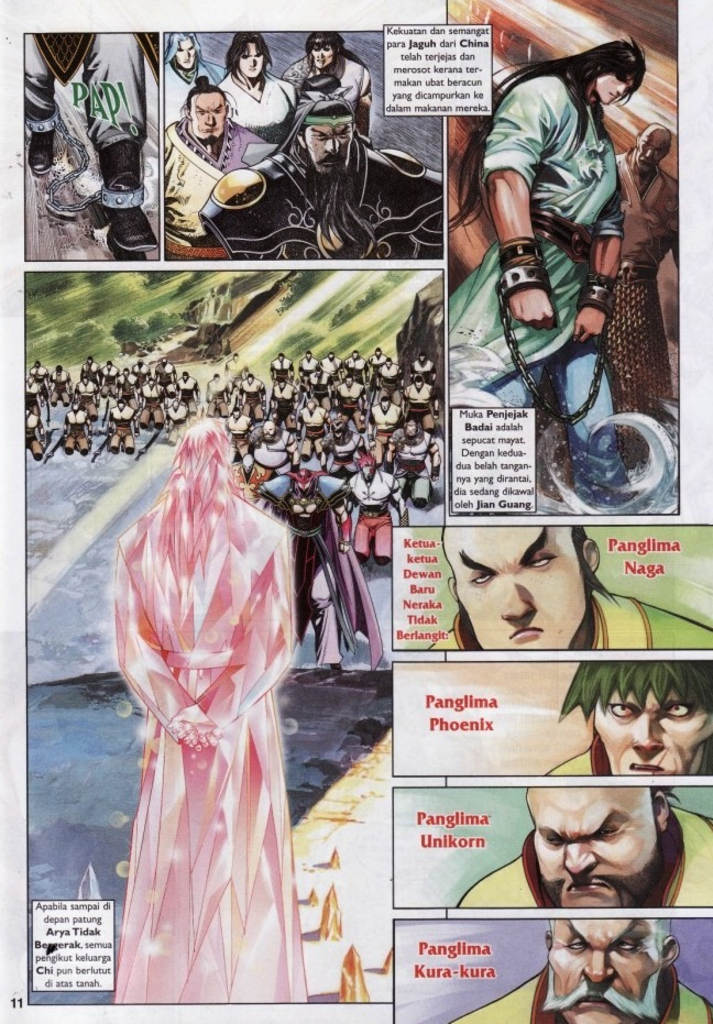 PAP!
Kekuatan dan semangat
para Jaguh dari China
telah terjejas dan
merosot kerana ter-
makan ubat beracun
yang dicampurkan ke
dalam makanan mereka.
Muka Penjejak
Badai adalah
sepucat mayat.
Dengan kedua-
dua belah tangan-
nya yang dirantai,
dia sedang dikawal
oleh Jian Guang.
Ketua-
ketua
Dewan
Baru
Neraka
Tidak
Berlangit:
Panglima
Naga
Panglima
Phoenix
Panglima
Unikorn
Panglima
Kura-kura
Apabila sampai di
depan patung
Arya Tidak
Bergerak, semua
pengikut keluarga
Chi pun berlutut
di atas tanah.
11